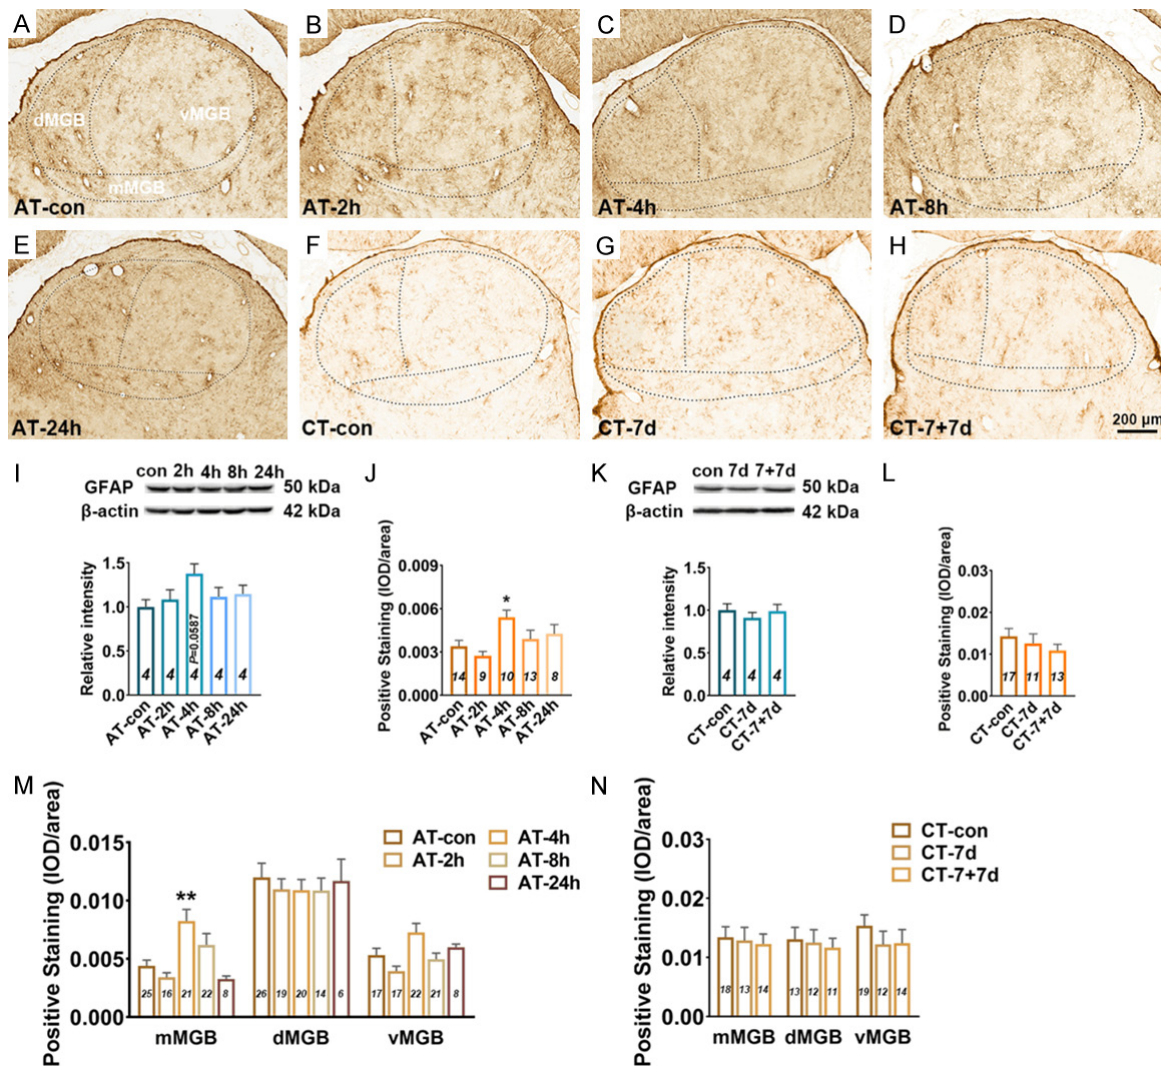 A
dMGB
vMGB
mMGB
AT-con
B
AT-2h
C
AT-4h
D
AT-8h
E
AT-24h
F
CT-con
G
CT-7d
H
200 µm
CT-7+7d
I
con 2h 4h 8h 24h
GFAP 50 kDa
β-actin 42 kDa
Relative intensity
1.5
1.0
0.5
0.0
P=0.0587
4 4 4 4 4
AT-con AT-2h AT-4h AT-8h AT-24h
J
Positive Staining (IOD/area)
0.009
0.006
0.003
0.000
*
14 9 10 13 8
AT-con AT-2h AT-4h AT-8h AT-24h
K
con 7d 7+7d
GFAP 50 kDa
β-actin 42 kDa
Relative intensity
1.5
1.0
0.5
0.0
4 4 4
CT-con CT-7d CT-7+7d
L
Positive Staining (IOD/area)
0.03
0.02
0.01
0.00
17 11 13
CT-con CT-7d CT-7+7d
M
Positive Staining (IOD/area)
0.015
0.010
0.005
0.000
AT-con AT-4h
AT-2h AT-8h
AT-24h
**
25 16 21 22 8 26 19 20 14 6 17 17 22 21 8
mMGB dMGB vMGB
N
Positive Staining (IOD/area)
0.03
0.02
0.01
0.00
CT-con
CT-7d
CT-7+7d
18 13 14 13 12 11 19 12 14
mMGB dMGB vMGB